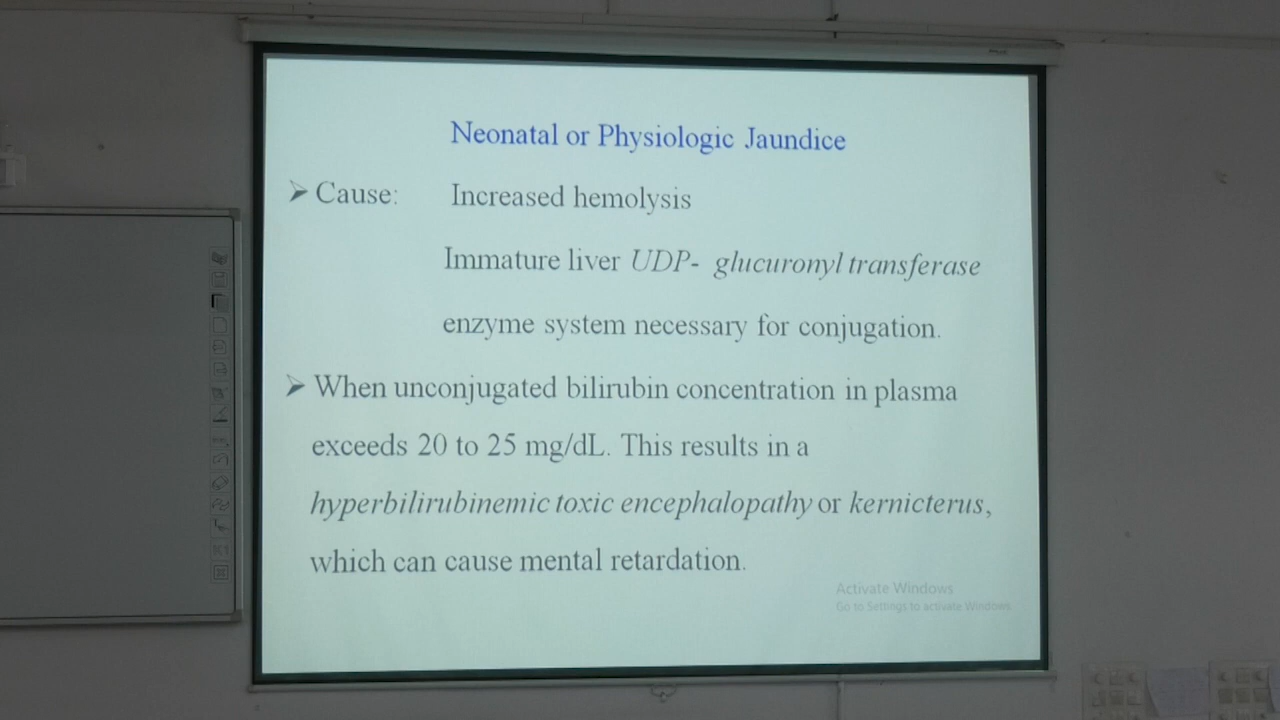 Neonatal or Physiologic Jaundice
➢ Cause: Increased hemolysis
Immature liver UDP- glucuronyl transferase
enzyme system necessary for conjugation.
➢ When unconjugated bilirubin concentration in plasma
exceeds 20 to 25 mg/dL. This results in a
hyperbilirubinemic toxic encephalopathy or kernicterus,
which can cause mental retardation.
Activate Windows
Go to Settings to activate Windows.